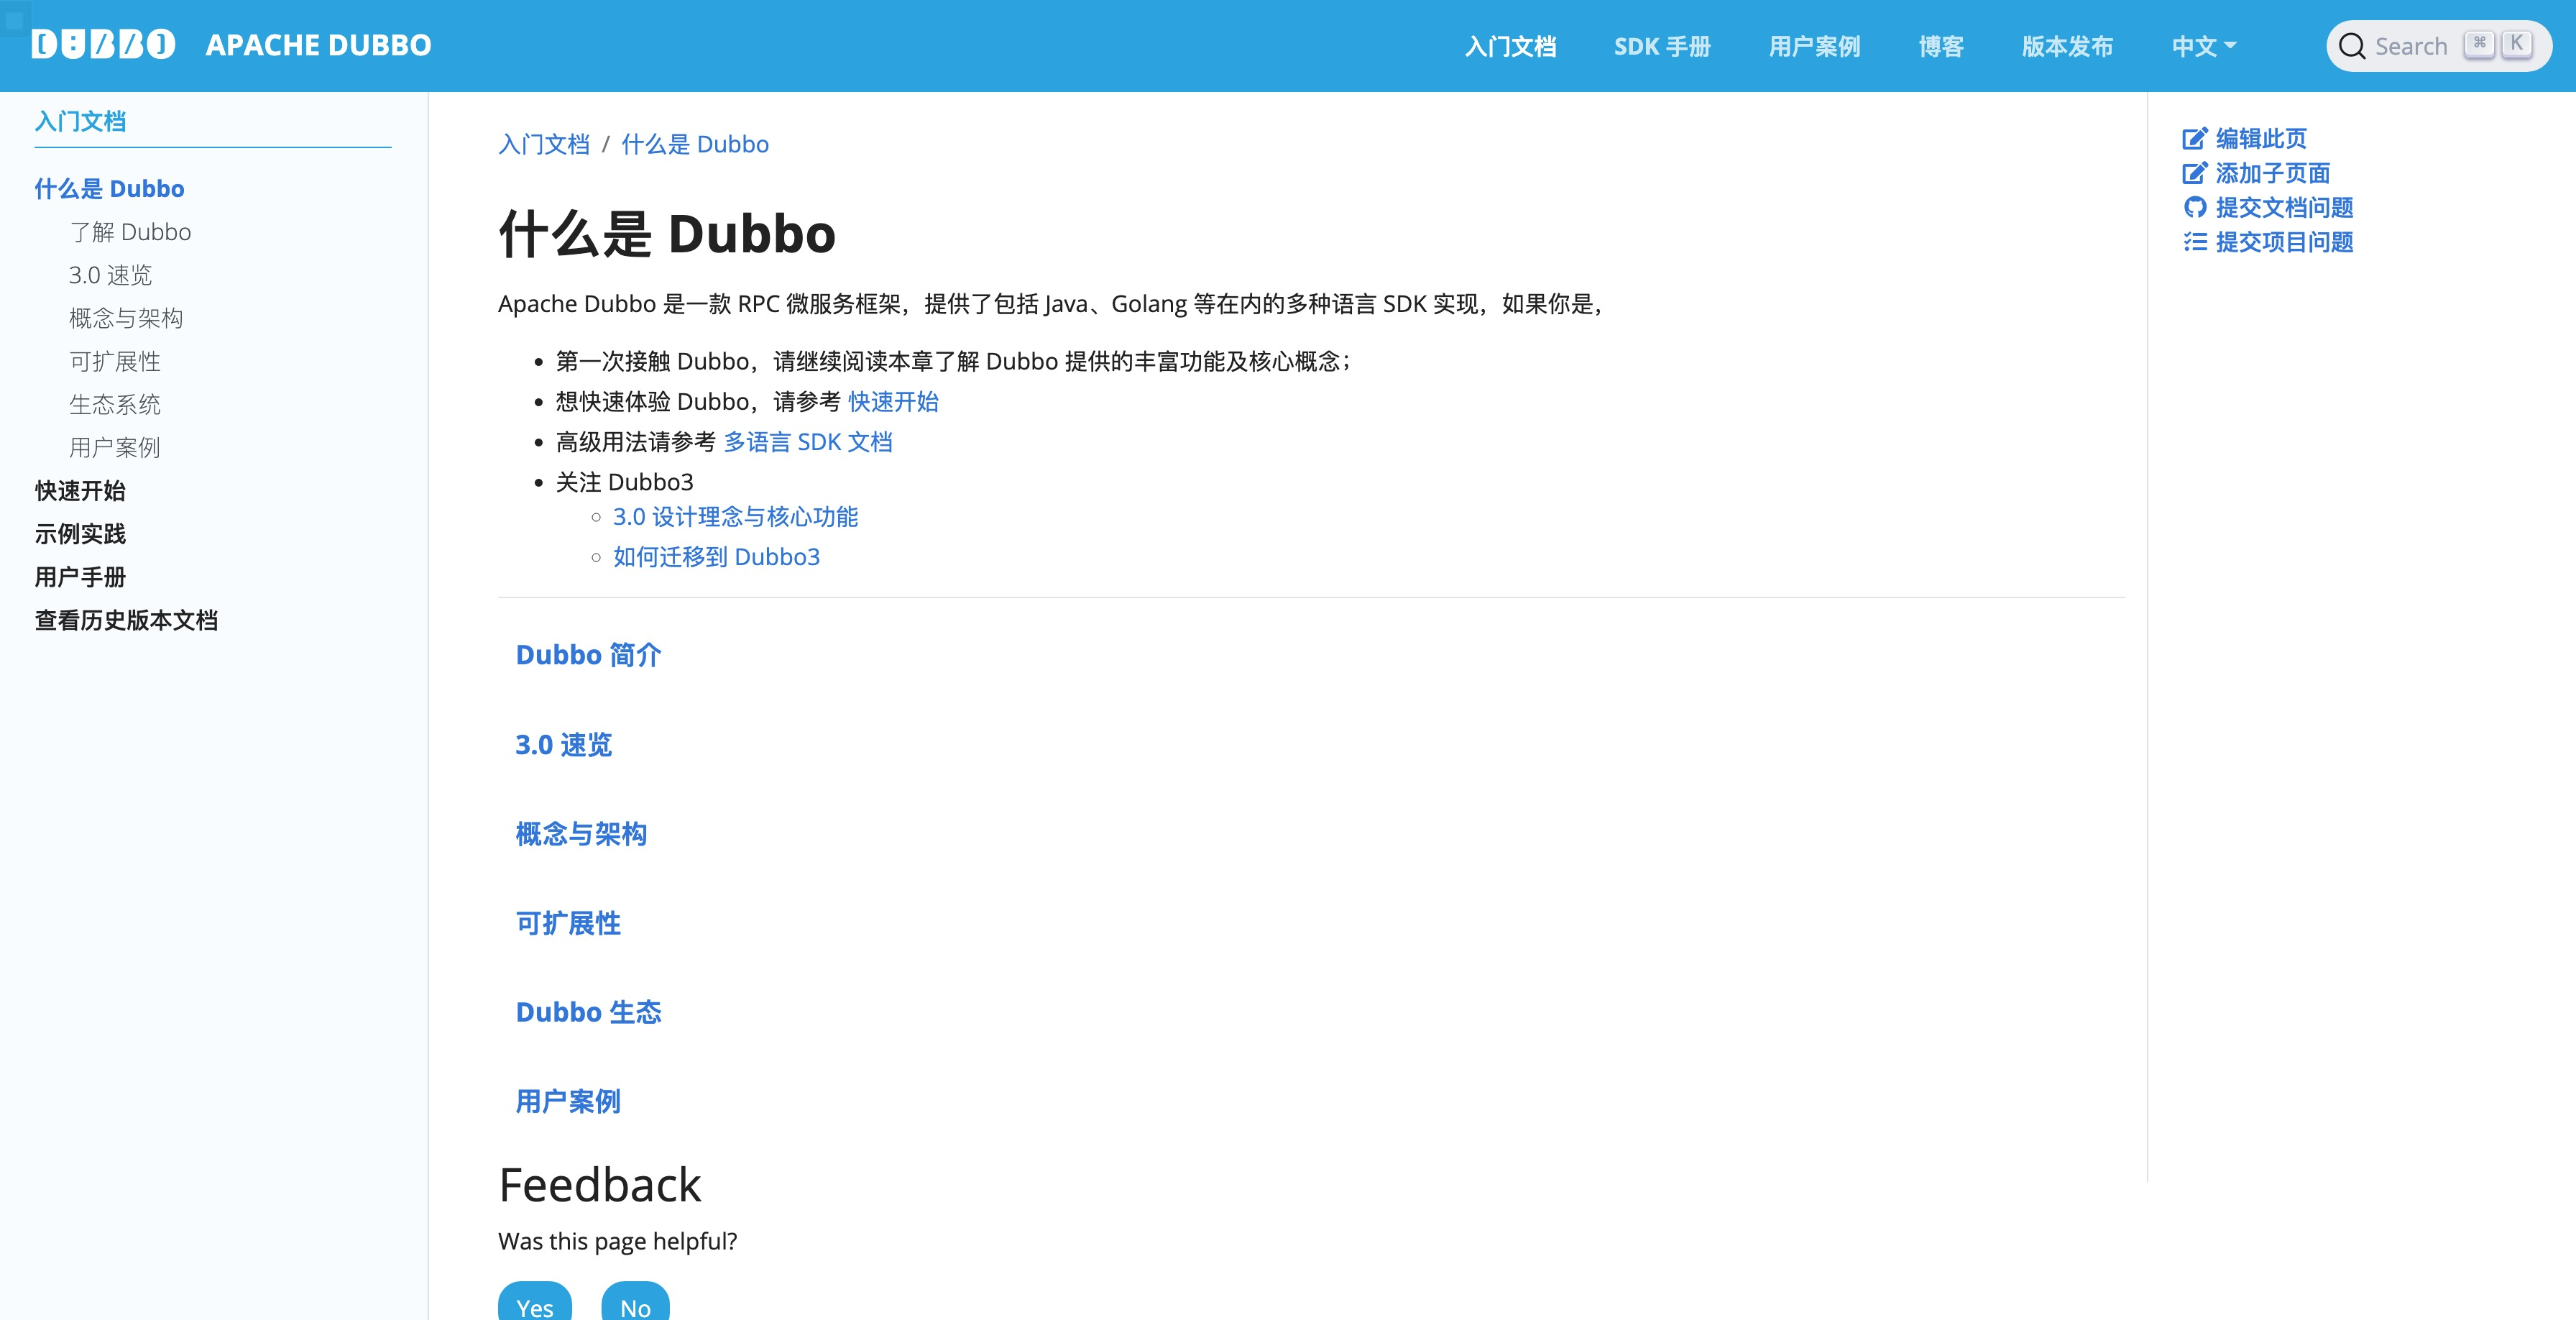 DUBBO APACHE DUBBO 入门文档 SDK 手册 用户案例 博客 版本发布 中文 Search ⌘ K
入门文档
什么是 Dubbo
了解 Dubbo
3.0 速览
概念与架构
可扩展性
生态系统
用户案例
快速开始
示例实践
用户手册
查看历史版本文档
入门文档 / 什么是 Dubbo
什么是 Dubbo
Apache Dubbo 是一款 RPC 微服务框架，提供了包括 Java、Golang 等在内的多种语言 SDK 实现，如果你是，
第一次接触 Dubbo，请继续阅读本章了解 Dubbo 提供的丰富功能及核心概念；
想快速体验 Dubbo，请参考 快速开始
高级用法请参考 多语言 SDK 文档
关注 Dubbo3
3.0 设计理念与核心功能
如何迁移到 Dubbo3
Dubbo 简介
3.0 速览
概念与架构
可扩展性
Dubbo 生态
用户案例
Feedback
Was this page helpful?
Yes No
编辑此页
添加子页面
提交文档问题
提交项目问题